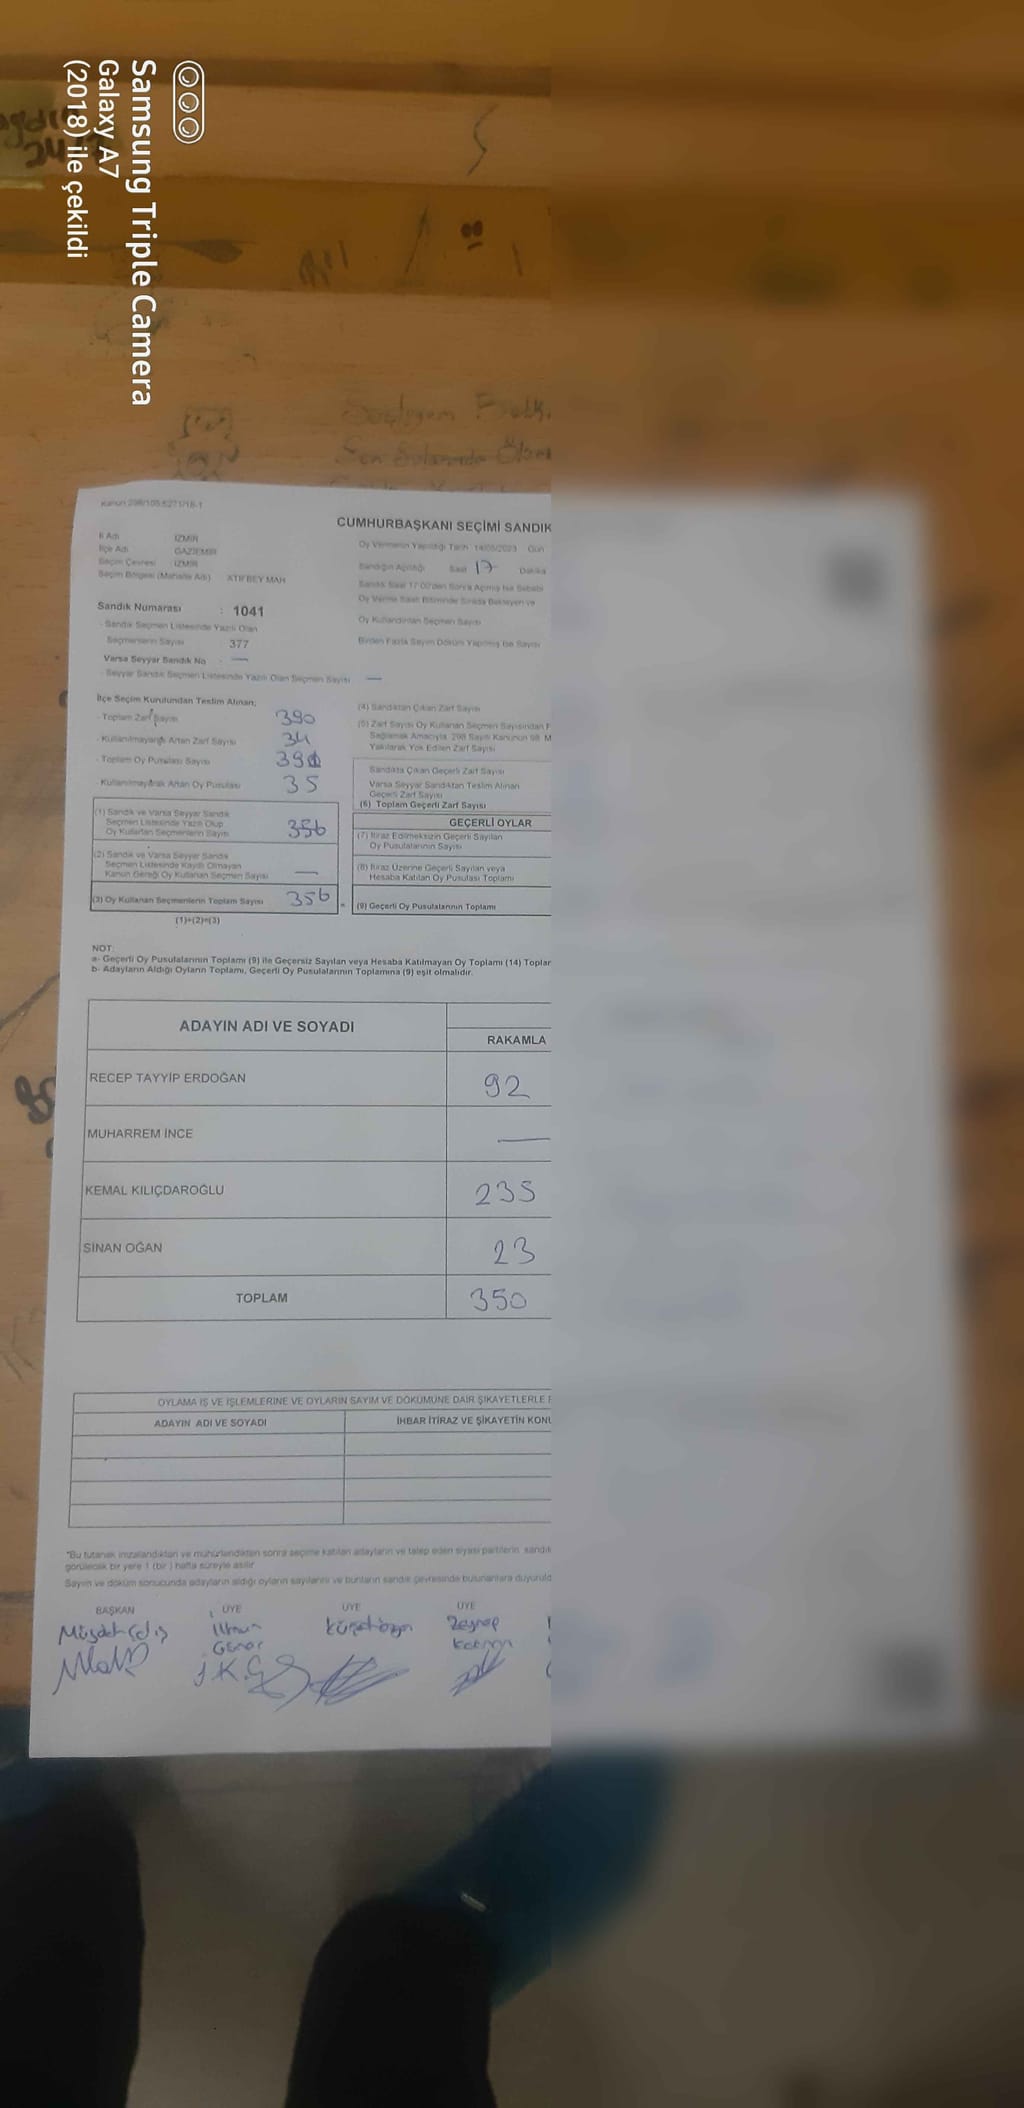 Samsung Triple Camera
Galaxy A7
(2018) ile çekildi
CUMHURBAŞKANI SEÇİMİ SANDIK
İl Adı İZMİR
İlçe Adı GAZİEMİR
Seçim Çevresi İZMİR
Seçim Bölgesi (Mahalle Adı) ATIFBEY MAH
Sandık Numarası : 1041
- Sandık Seçmen Listesinde Yazılı Olan
Seçmenlerin Sayısı 377
Varsa Seyyar Sandık No —
- Seyyar Sandık Seçmen Listesinde Yazılı Olan Seçmen Sayısı —
Oy Vermenin Yapıldığı Tarih 14/05/2023 Gün
Sandığın Açıldığı Saat 17 Dakika
Sandık Saat 17:00'den Sonra Açılmış İse Sebebi
Oy Verme Saati Bitiminde Sırada Bekleyen ve
Oy Kullandırılan Seçmen Sayısı
Birden Fazla Sayım Döküm Yapılmış İse Sayısı
İlçe Seçim Kurulundan Teslim Alınan;
- Toplam Zarf Sayısı 390
- Kullanılmayarak Artan Zarf Sayısı 34
- Toplam Oy Pusulası Sayısı
- Kullanılmayarak Artan Oy Pusulası 35
(1) Sandık ve Varsa Seyyar Sandık
Seçmen Listesinde Yazılı Olup
Oy Kullanan Seçmenlerin Sayısı 356
(2) Sandık ve Varsa Seyyar Sandık
Seçmen Listesinde Kayıtlı Olmayan
Kanun Gereği Oy Kullanan Seçmen Sayısı —
(3) Oy Kullanan Seçmenlerin Toplam Sayısı 356
(1)+(2)=(3)
(4) Sandıktan Çıkan Zarf Sayısı
(5) Zarf Sayısı Oy Kullanan Seçmen Sayısından F
Sağlamak Amacıyla, 298 Sayılı Kanunun 98. M
Yakılarak Yok Edilen Zarf Sayısı
Sandıkta Çıkan Geçerli Zarf Sayısı
Varsa Seyyar Sandıktan Teslim Alınan
Geçerli Zarf Sayısı
(6) Toplam Geçerli Zarf Sayısı
GEÇERLİ OYLAR
(7) İtiraz Edilmeksizin Geçerli Sayılan
Oy Pusulalarının Sayısı
(8) İtiraz Üzerine Geçerli Sayılan veya
Hesaba Katılan Oy Pusulası Toplamı
(9) Geçerli Oy Pusulalarının Toplamı
NOT:
a- Geçerli Oy Pusulalarının Toplamı (9) ile Geçersiz Sayılan veya Hesaba Katılmayan Oy Toplamı (14) Toplar
b- Adayların Aldığı Oyların Toplamı, Geçerli Oy Pusulalarının Toplamına (9) eşit olmalıdır.
ADAYIN ADI VE SOYADI RAKAMLA
RECEP TAYYİP ERDOĞAN 92
MUHARREM İNCE —
KEMAL KILIÇDAROĞLU 235
SİNAN OĞAN 23
TOPLAM 350
OYLAMA İŞ VE İŞLEMLERİNE VE OYLARIN SAYIM VE DÖKÜMÜNE DAİR ŞİKAYETLERLE
ADAYIN ADI VE SOYADI İHBAR İTİRAZ VE ŞİKAYETİN KONU
*Bu tutanak imzalandıktan ve mühürlendikten sonra seçime katılan adayların ve talep eden siyasi partilerin sandık
görülecek bir yere 1 (bir) hafta süreyle asılır.
Sayım ve döküm sonucunda adayların aldığı oyların sayılarını ve bunların sandık çevresinde bulunanlara duyuruld
BAŞKAN ÜYE ÜYE ÜYE
Zeynep